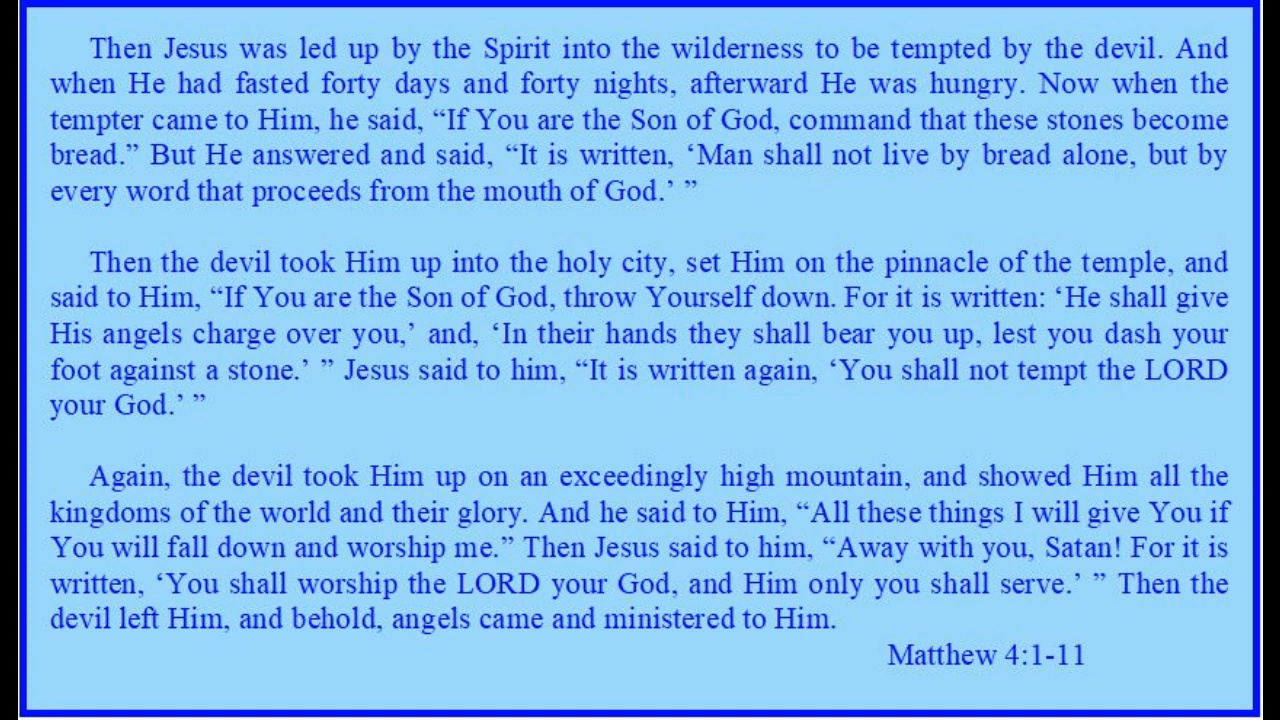 Then Jesus was led up by the Spirit into the wilderness to be tempted by the devil. And
when He had fasted forty days and forty nights, afterward He was hungry. Now when the
tempter came to Him, he said, “If You are the Son of God, command that these stones become
bread.” But He answered and said, “It is written, ‘Man shall not live by bread alone, but by
every word that proceeds from the mouth of God.’ ”
Then the devil took Him up into the holy city, set Him on the pinnacle of the temple, and
said to Him, “If You are the Son of God, throw Yourself down. For it is written: ‘He shall give
His angels charge over you,’ and, ‘In their hands they shall bear you up, lest you dash your
foot against a stone.’ ” Jesus said to him, “It is written again, ‘You shall not tempt the LORD
your God.’ ”
Again, the devil took Him up on an exceedingly high mountain, and showed Him all the
kingdoms of the world and their glory. And he said to Him, “All these things I will give You if
You will fall down and worship me.” Then Jesus said to him, “Away with you, Satan! For it is
written, ‘You shall worship the LORD your God, and Him only you shall serve.’ ” Then the
devil left Him, and behold, angels came and ministered to Him.
Matthew 4:1-11